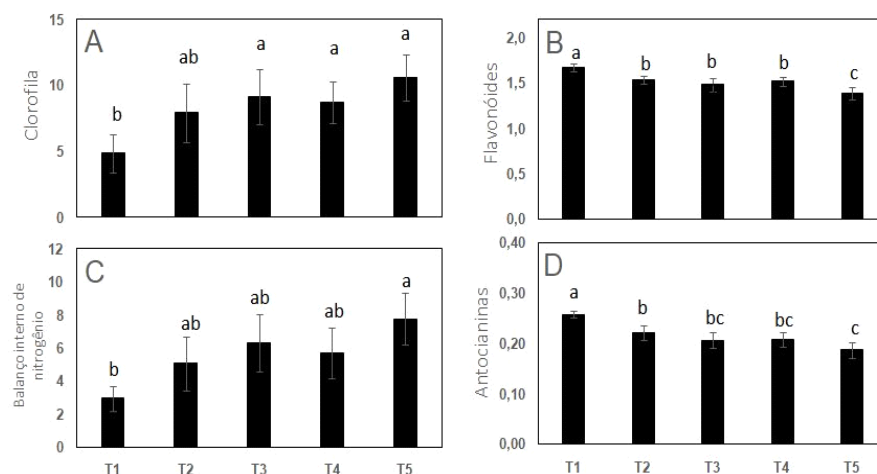 A
Clorofila
15
10
5
0
b
ab
a
a
a
B
Flavonóides
2,0
1,5
1,0
0,5
0,0
a
b
b
b
c
C
Balanço interno de
nitrogênio
12
10
8
6
4
2
0
b
ab
ab
ab
a
T1 T2 T3 T4 T5
D
Antocianinas
0,40
0,30
0,20
0,10
0,00
a
b
bc
bc
c
T1 T2 T3 T4 T5